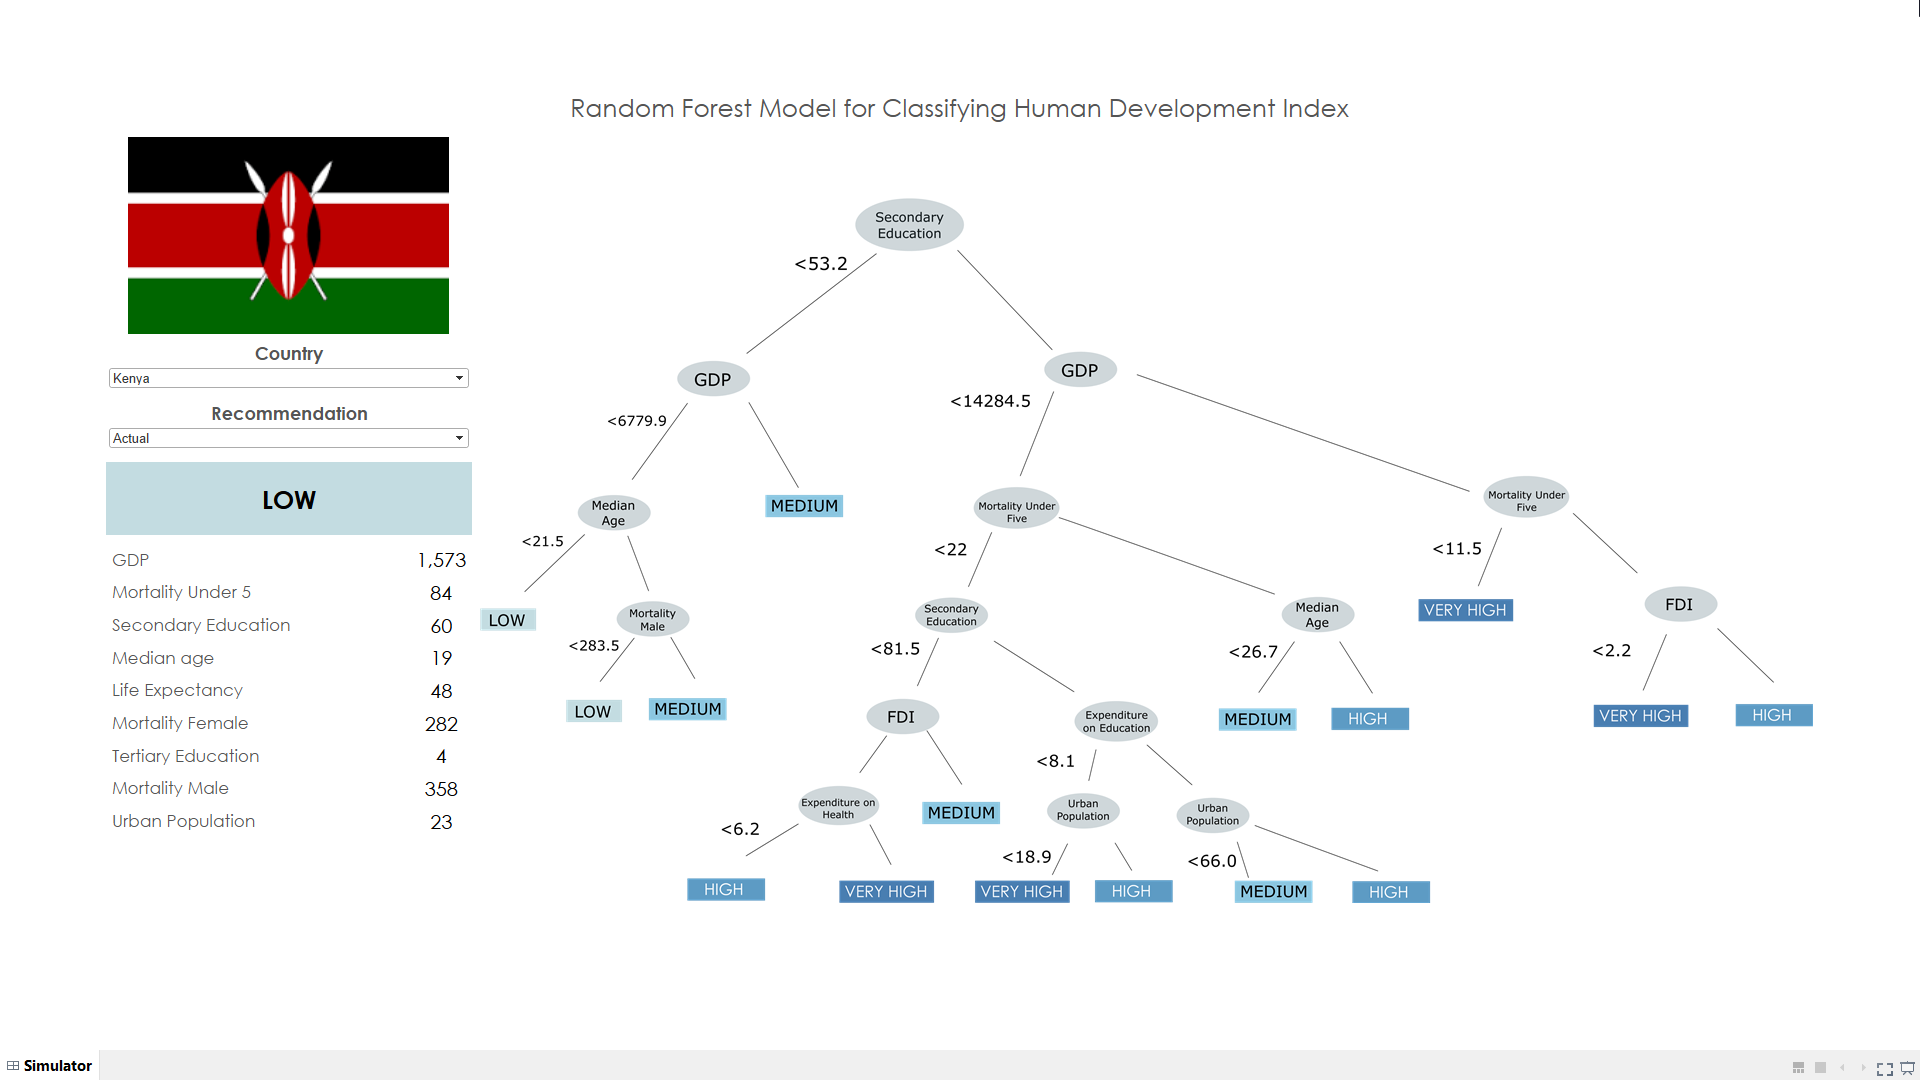 Random Forest Model for Classifying Human Development Index
Country
Kenya
Recommendation
Actual
LOW
GDP 1,573
Mortality Under 5 84
Secondary Education 60
Median age 19
Life Expectancy 48
Mortality Female 282
Tertiary Education 4
Mortality Male 358
Urban Population 23
Secondary
Education
<53.2
GDP
GDP
<6779.9
<14284.5
Median
Age
MEDIUM
Mortality Under
Five
Mortality Under
Five
<21.5
<22
<11.5
LOW
Mortality
Male
Secondary
Education
Median
Age
VERY HIGH
FDI
<283.5
<81.5
<26.7
<2.2
LOW
MEDIUM
FDI
Expenditure
on Education
MEDIUM
HIGH
VERY HIGH
HIGH
<8.1
Expenditure on
Health
MEDIUM
Urban
Population
Urban
Population
<6.2
<18.9
<66.0
HIGH
VERY HIGH
VERY HIGH
HIGH
MEDIUM
HIGH
Simulator